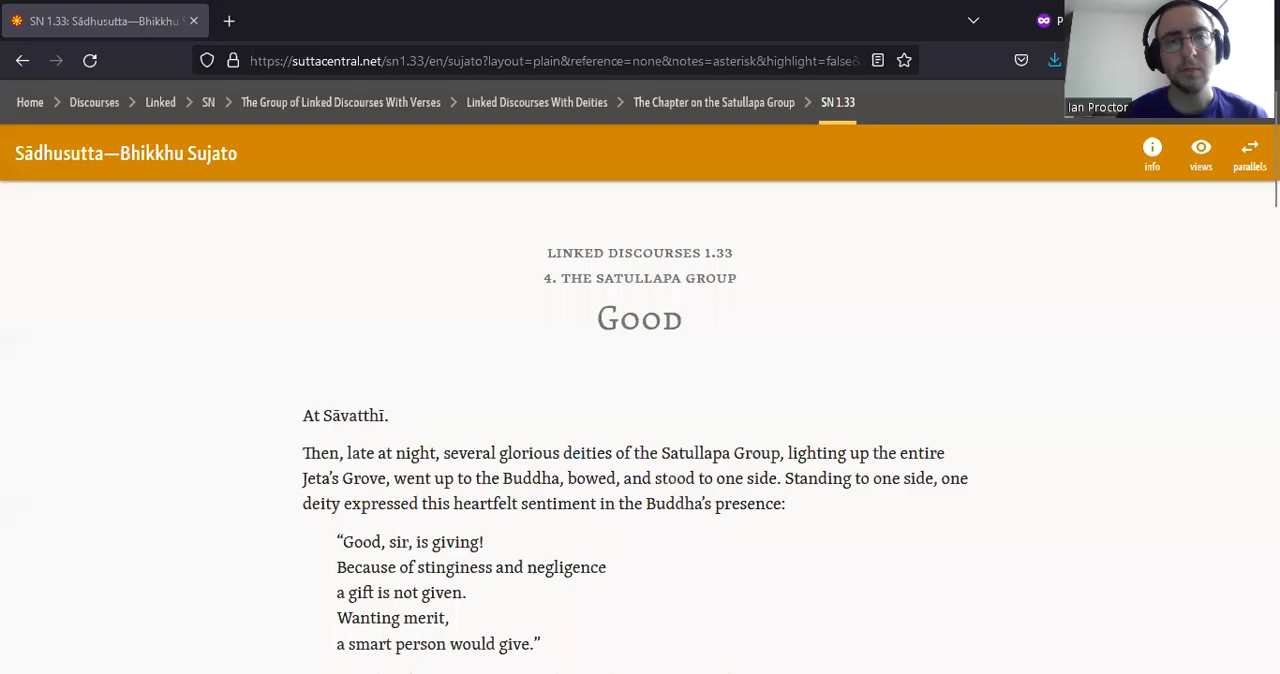 SN 1.33: Sādhusutta—Bhikkhu
https://suttacentral.net/sn1.33/en/sujato?layout=plain&reference=none&notes=asterisk&highlight=false&
Ian Proctor
Home > Discourses > Linked > SN > The Group of Linked Discourses With Verses > Linked Discourses With Deities > The Chapter on the Satullapa Group > SN 1.33
Sādhusutta—Bhikkhu Sujato
info views parallels
LINKED DISCOURSES 1.33
4. THE SATULLAPA GROUP
GOOD
At Sāvatthī.
Then, late at night, several glorious deities of the Satullapa Group, lighting up the entire
Jeta’s Grove, went up to the Buddha, bowed, and stood to one side. Standing to one side, one
deity expressed this heartfelt sentiment in the Buddha’s presence:
“Good, sir, is giving!
Because of stinginess and negligence
a gift is not given.
Wanting merit,
a smart person would give.”